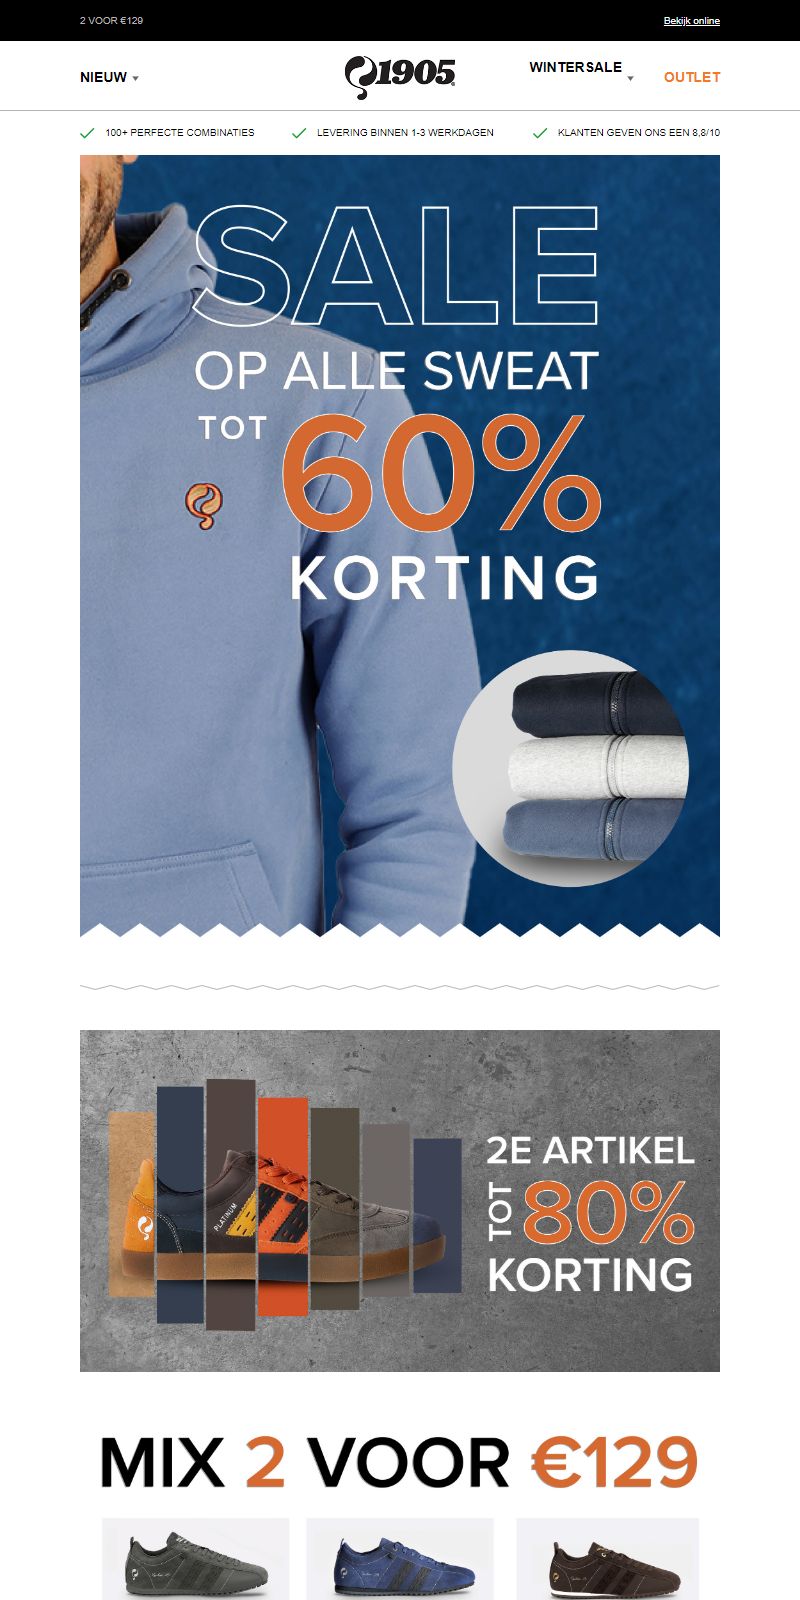 2 VOOR €129
Bekijk online
NIEUW
1905
WINTERSALE
OUTLET
100+ PERFECTE COMBINATIES
LEVERING BINNEN 1-3 WERKDAGEN
KLANTEN GEVEN ONS EEN 8,8/10
SALE
OP ALLE SWEAT
TOT 60%
KORTING
PLATINUM
2E ARTIKEL
TOT 80%
KORTING
MIX 2 VOOR €129